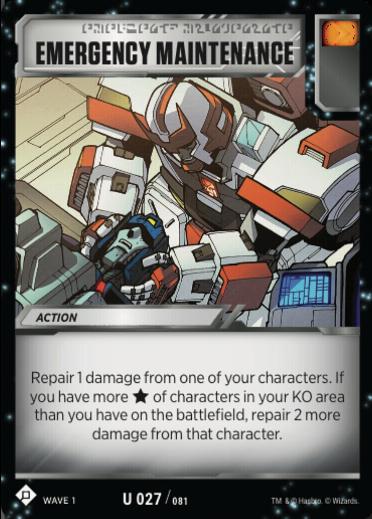 EMERGENCY MAINTENANCE
ACTION
Repair 1 damage from one of your characters. If
you have more ★ of characters in your KO area
than you have on the battlefield, repair 2 more
damage from that character.
WAVE 1 U 027 / 081 TM & © Hasbro. © Wizards.